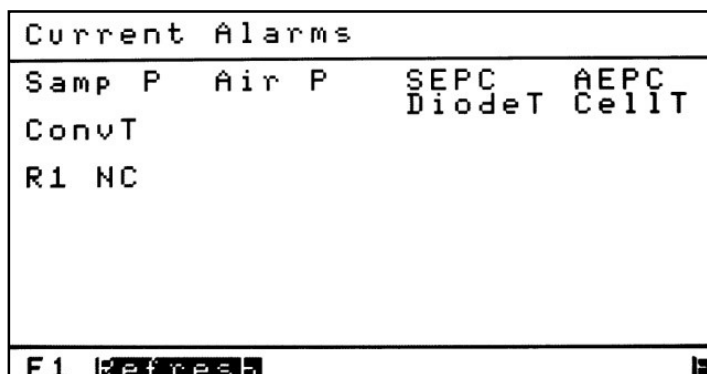 Current Alarms
Samp P Air P SEPC AEPC
DiodeT CellT
ConvT
R1 NC
F1 Refresh